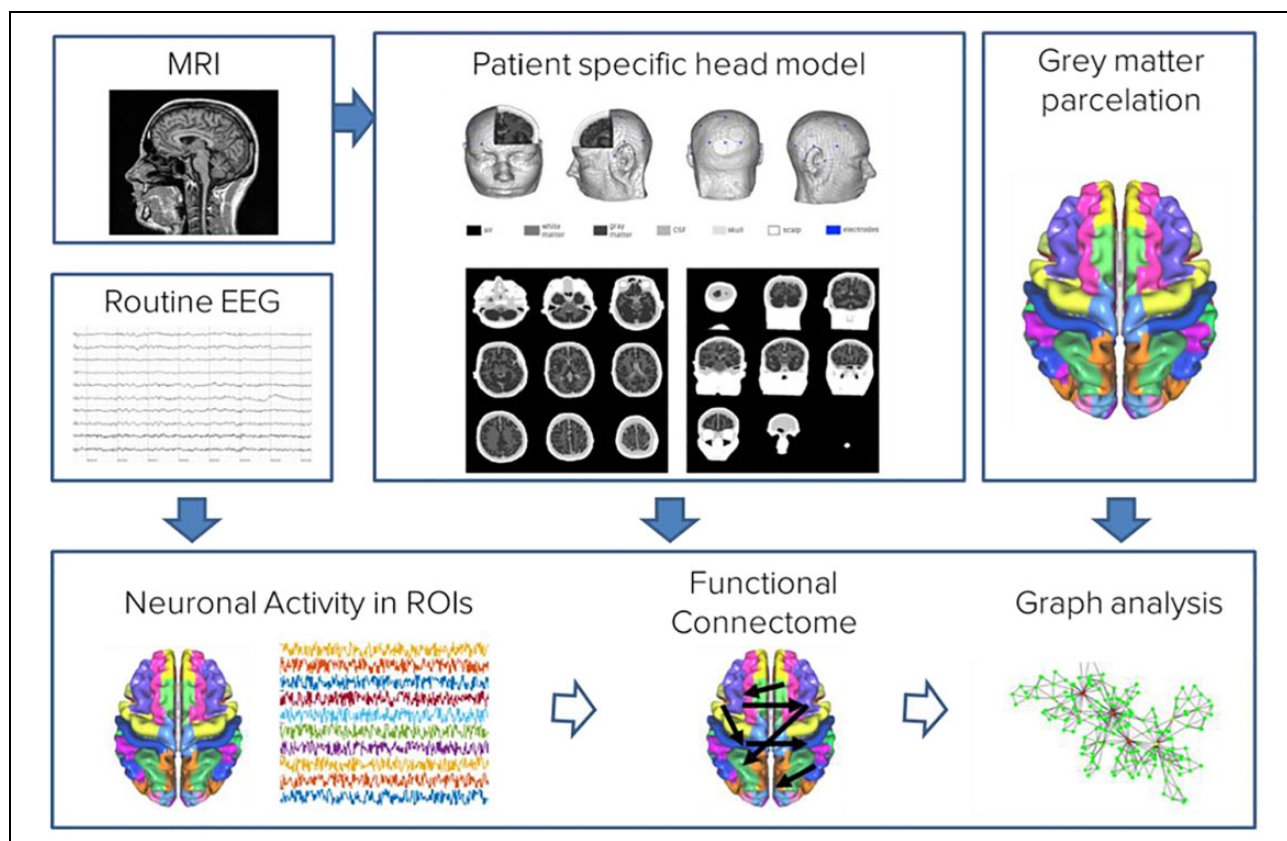 MRI
Patient specific head model
Grey matter
parcelation
air
white
matter
gray
matter
CSF
skull
scalp
electrodes
Routine EEG
Neuronal Activity in ROIs
Functional
Connectome
Graph analysis